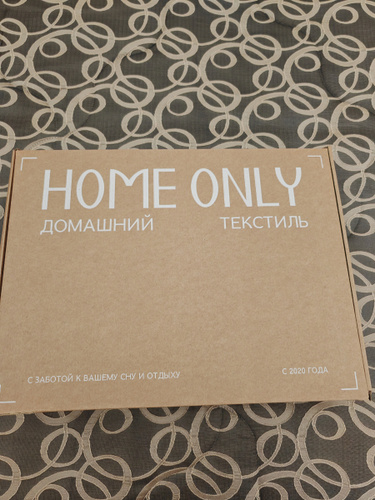 HOME ONLY
ДОМАШНИЙ ТЕКСТИЛЬ
С ЗАБОТОЙ К ВАШЕМУ СНУ И ОТДЫХУ С 2020 ГОДА